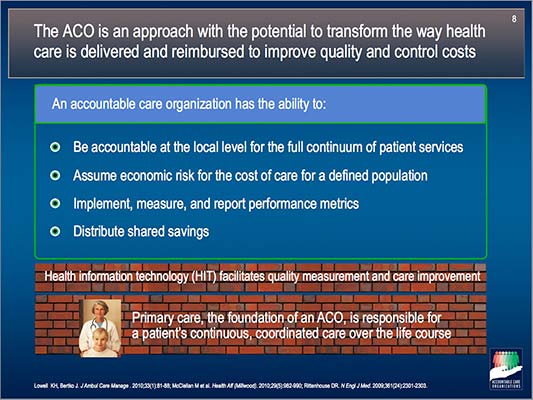 8
The ACO is an approach with the potential to transform the way health
care is delivered and reimbursed to improve quality and control costs
An accountable care organization has the ability to:
Be accountable at the local level for the full continuum of patient services
Assume economic risk for the cost of care for a defined population
Implement, measure, and report performance metrics
Distribute shared savings
Health information technology (HIT) facilitates quality measurement and care improvement
Primary care, the foundation of an ACO, is responsible for
a patient's continuous, coordinated care over the life course
Lowell KH, Bertko J. J Ambul Care Manage . 2010;33(1):81-88; McClellan M et al. Health Aff (Millwood). 2010;29(5):982-990; Rittenhouse DR. N Engl J Med. 2009;361(24):2301-2303.
ACCOUNTABLE CARE
ORGANIZATIONS